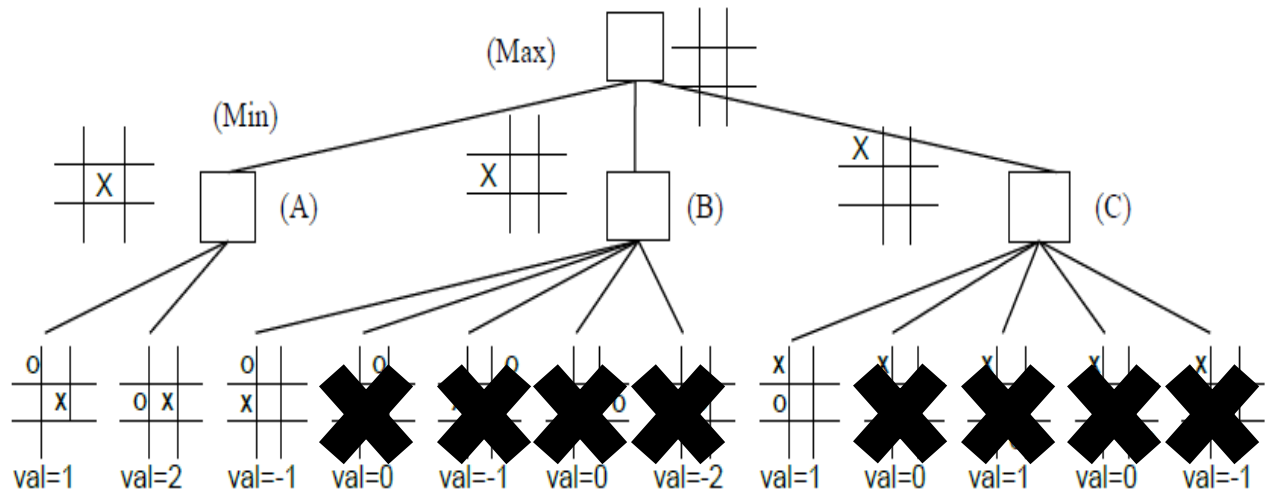 (Max)
(Min)
X
X
X
(A)
(B)
(C)
o
o
o
o
x
x
x
x
x
x
o
x
x
o
o
val=1
val=2
val=-1
val=0
val=-1
val=0
val=-2
val=1
val=0
val=1
val=0
val=-1